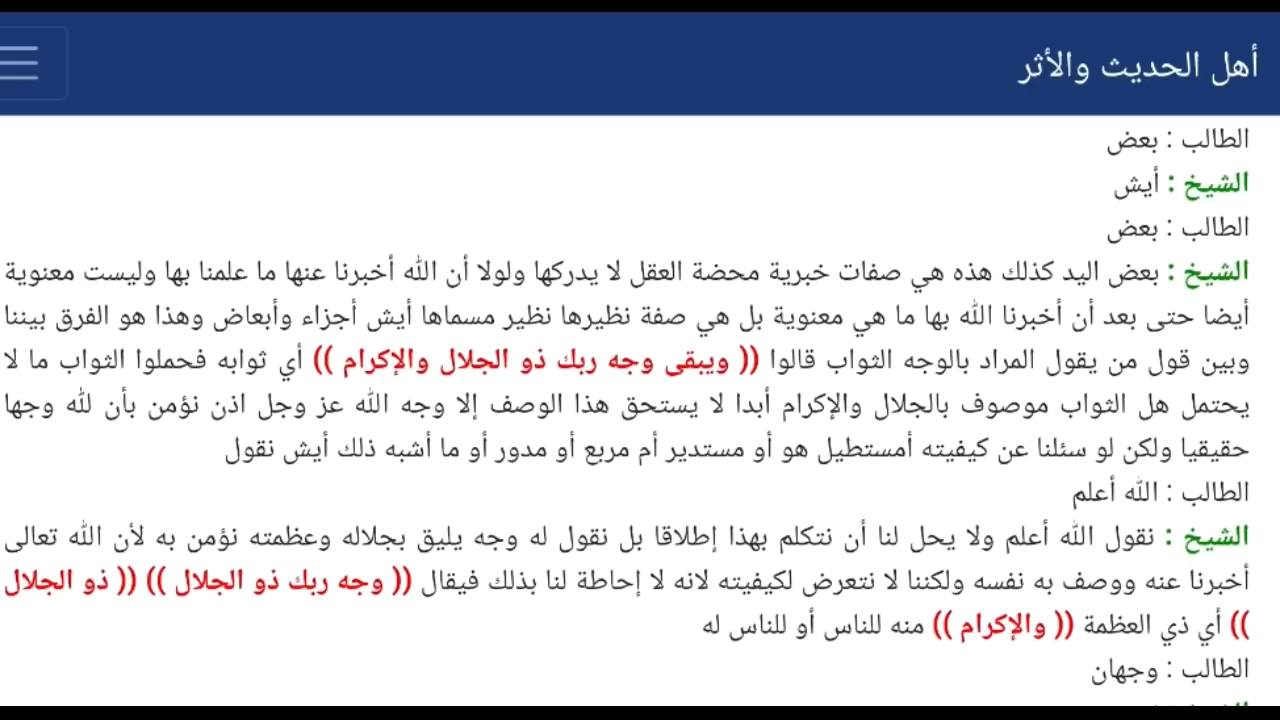 أهل الحديث والأثر
الطالب : بعض
الشيخ : أيش
الطالب : بعض
الشيخ : بعض اليد كذلك هذه هي صفات خبرية محضة العقل لا يدركها ولولا أن الله أخبرنا عنها ما علمنا بها وليست معنوية
أيضا حتى بعد أن أخبرنا الله بها ما هي معنوية بل هي صفة نظيرها نظير مسماها أيش أجزاء وأبعاض وهذا هو الفرق بيننا
وبين قول من يقول المراد بالوجه الثواب قالوا (( ويبقى وجه ربك ذو الجلال والإكرام )) أي ثوابه فحملوا الثواب ما لا
يحتمل هل الثواب موصوف بالجلال والإكرام أبدا لا يستحق هذا الوصف إلا وجه الله عز وجل اذن نؤمن بأن لله وجها
حقيقيا ولكن لو سئلنا عن كيفيته أمستطيل هو أو مستدير أم مربع أو مدور أو ما أشبه ذلك أيش نقول
الطالب : الله أعلم
الشيخ : نقول الله أعلم ولا يحل لنا أن نتكلم بهذا إطلاقا بل نقول له وجه يليق بجلاله وعظمته نؤمن به لأن الله تعالى
أخبرنا عنه ووصف به نفسه ولكننا لا نتعرض لكيفيته لانه لا إحاطة لنا بذلك فيقال (( وجه ربك ذو الجلال )) (( ذو الجلال
)) أي ذي العظمة (( والإكرام )) منه للناس أو للناس له
الطالب : وجهان